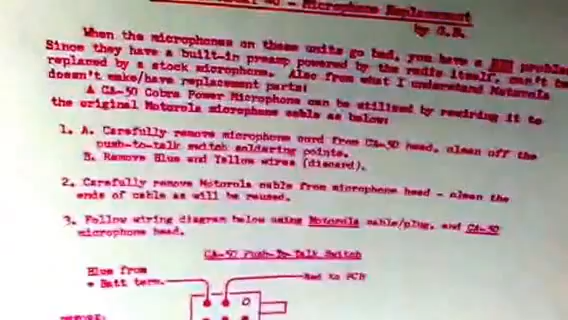 - Microphone Replacement
by G.B.
When the microphones on these units go bad, you have a problem
Since they have a built-in preamp powered by the radio itself, can't be
replaced by a stock microphone. Also from what I understand Motorola
doesn't make/have replacement parts!
A CA-50 Cobra Power Microphone can be utilized by rewiring it to
the original Motorola microphone cable as below:
1. A. Carefully remove microphone cord from CA-50 head, clean off the
push-to-talk switch soldering points.
B. Remove Blue and Yellow wires (discard).
2. Carefully remove Motorola cable from microphone head - clean the
ends of cable as will be reused.
3. Follow wiring diagram below using Motorola cable/plug, and CA-50
microphone head.
CA-50 Push-To-Talk Switch
Blue from
+ Batt term.
Red to PCB
BEFORE: